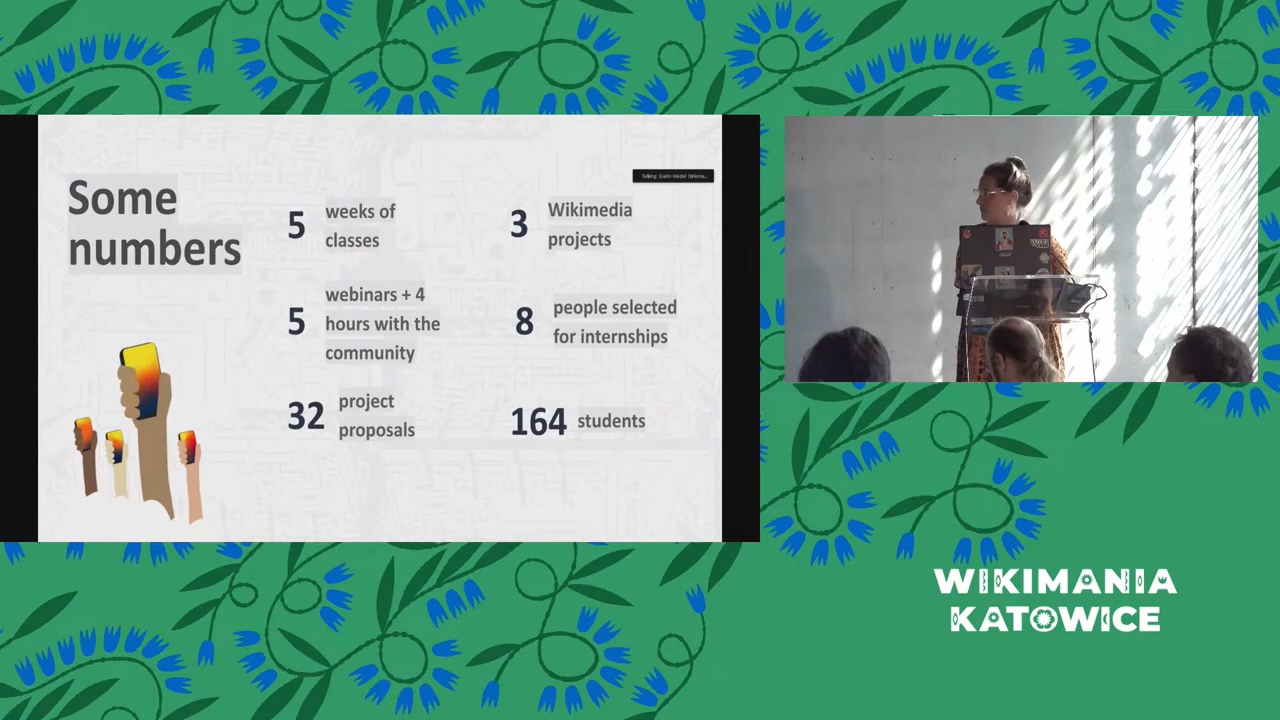 Some
numbers
5
weeks of
classes
5
webinars + 4
hours with the
community
32
project
proposals
3
Wikimedia
projects
8
people selected
for internships
164
students
WIKIMANIA
KATOWICE